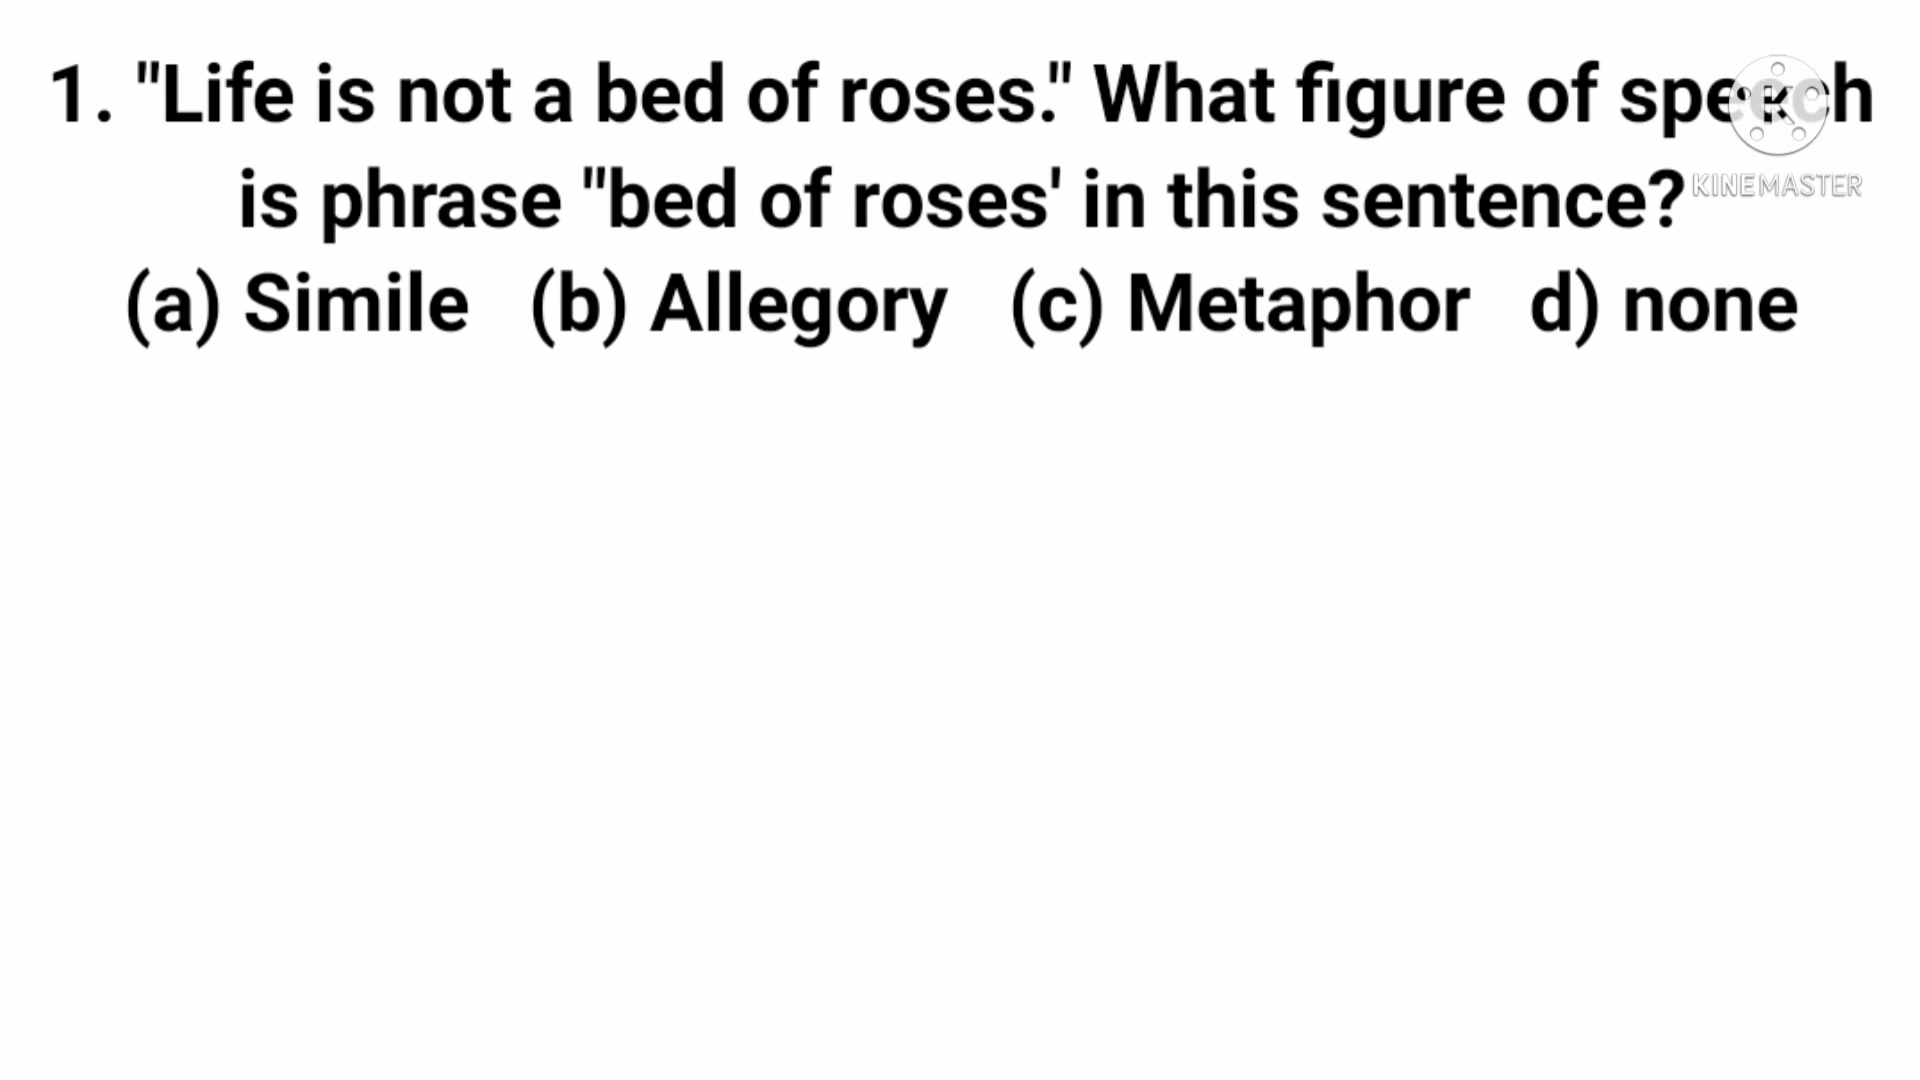 1. "Life is not a bed of roses." What figure of speech
is phrase "bed of roses' in this sentence?
KINEMASTER
(a) Simile (b) Allegory (c) Metaphor d) none